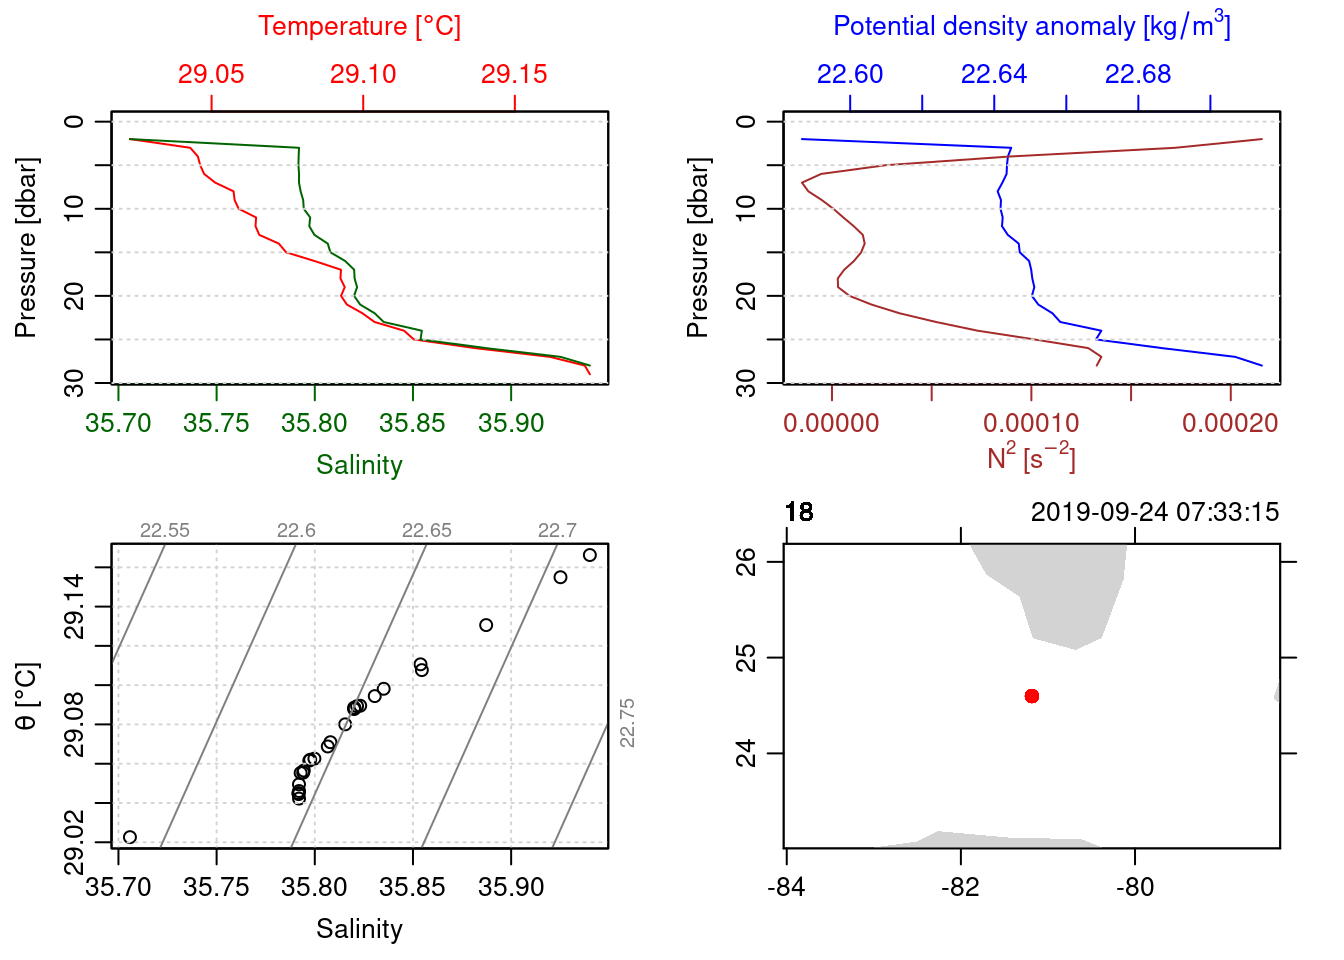 Temperature [°C]
29.05 29.10 29.15
0
10
20
30
Pressure [dbar]
35.70 35.75 35.80 35.85 35.90
Salinity
Potential density anomaly [kg/m³]
22.60 22.64 22.68
0
10
20
30
Pressure [dbar]
0.00000 0.00010 0.00020
N² [s⁻²]
22.55 22.6 22.65 22.7
22.75
29.14
29.08
29.02
θ [°C]
35.70 35.75 35.80 35.85 35.90
Salinity
18 2019-09-24 07:33:15
26
25
24
-84 -82 -80